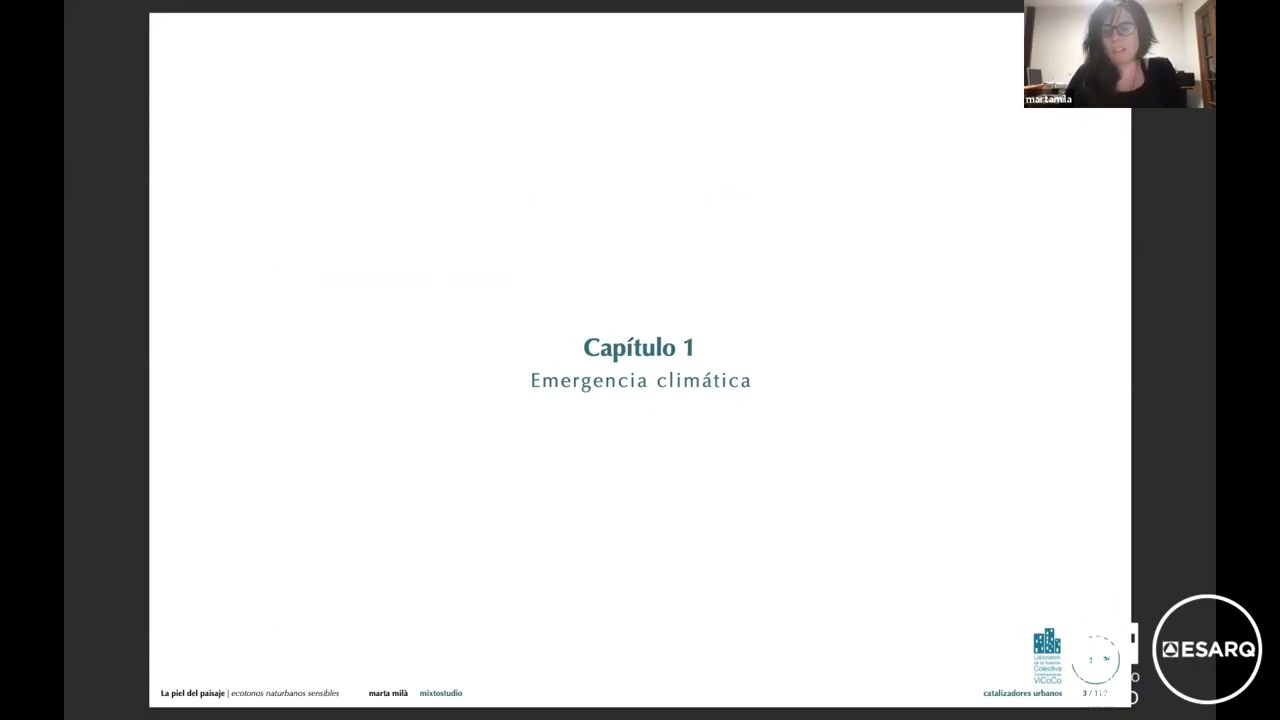 martamila
Capítulo 1
Emergencia climática
Laboratorio
de la Vivienda
Colectiva
ViCoCo
ESARQ
La piel del paisaje | ecotonos naturbanos sensibles
marta milà
mixtostudio
catalizadores urbanos
3 /